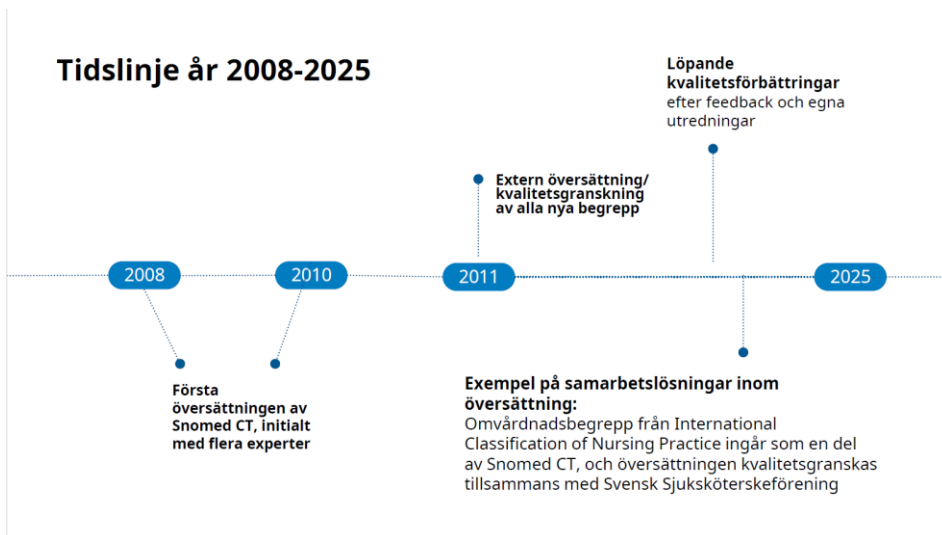 Tidslinje år 2008-2025
Löpande
kvalitetsförbättringar
efter feedback och egna
utredningar
Extern översättning/
kvalitetsgranskning
av alla nya begrepp
2008
2010
2011
2025
Första
översättningen av
Snomed CT, initialt
med flera experter
Exempel på samarbetslösningar inom
översättning:
Omvårdnadsbegrepp från International
Classification of Nursing Practice ingår som en del
av Snomed CT, och översättningen kvalitetsgranskas
tillsammans med Svensk Sjuksköterskeförening